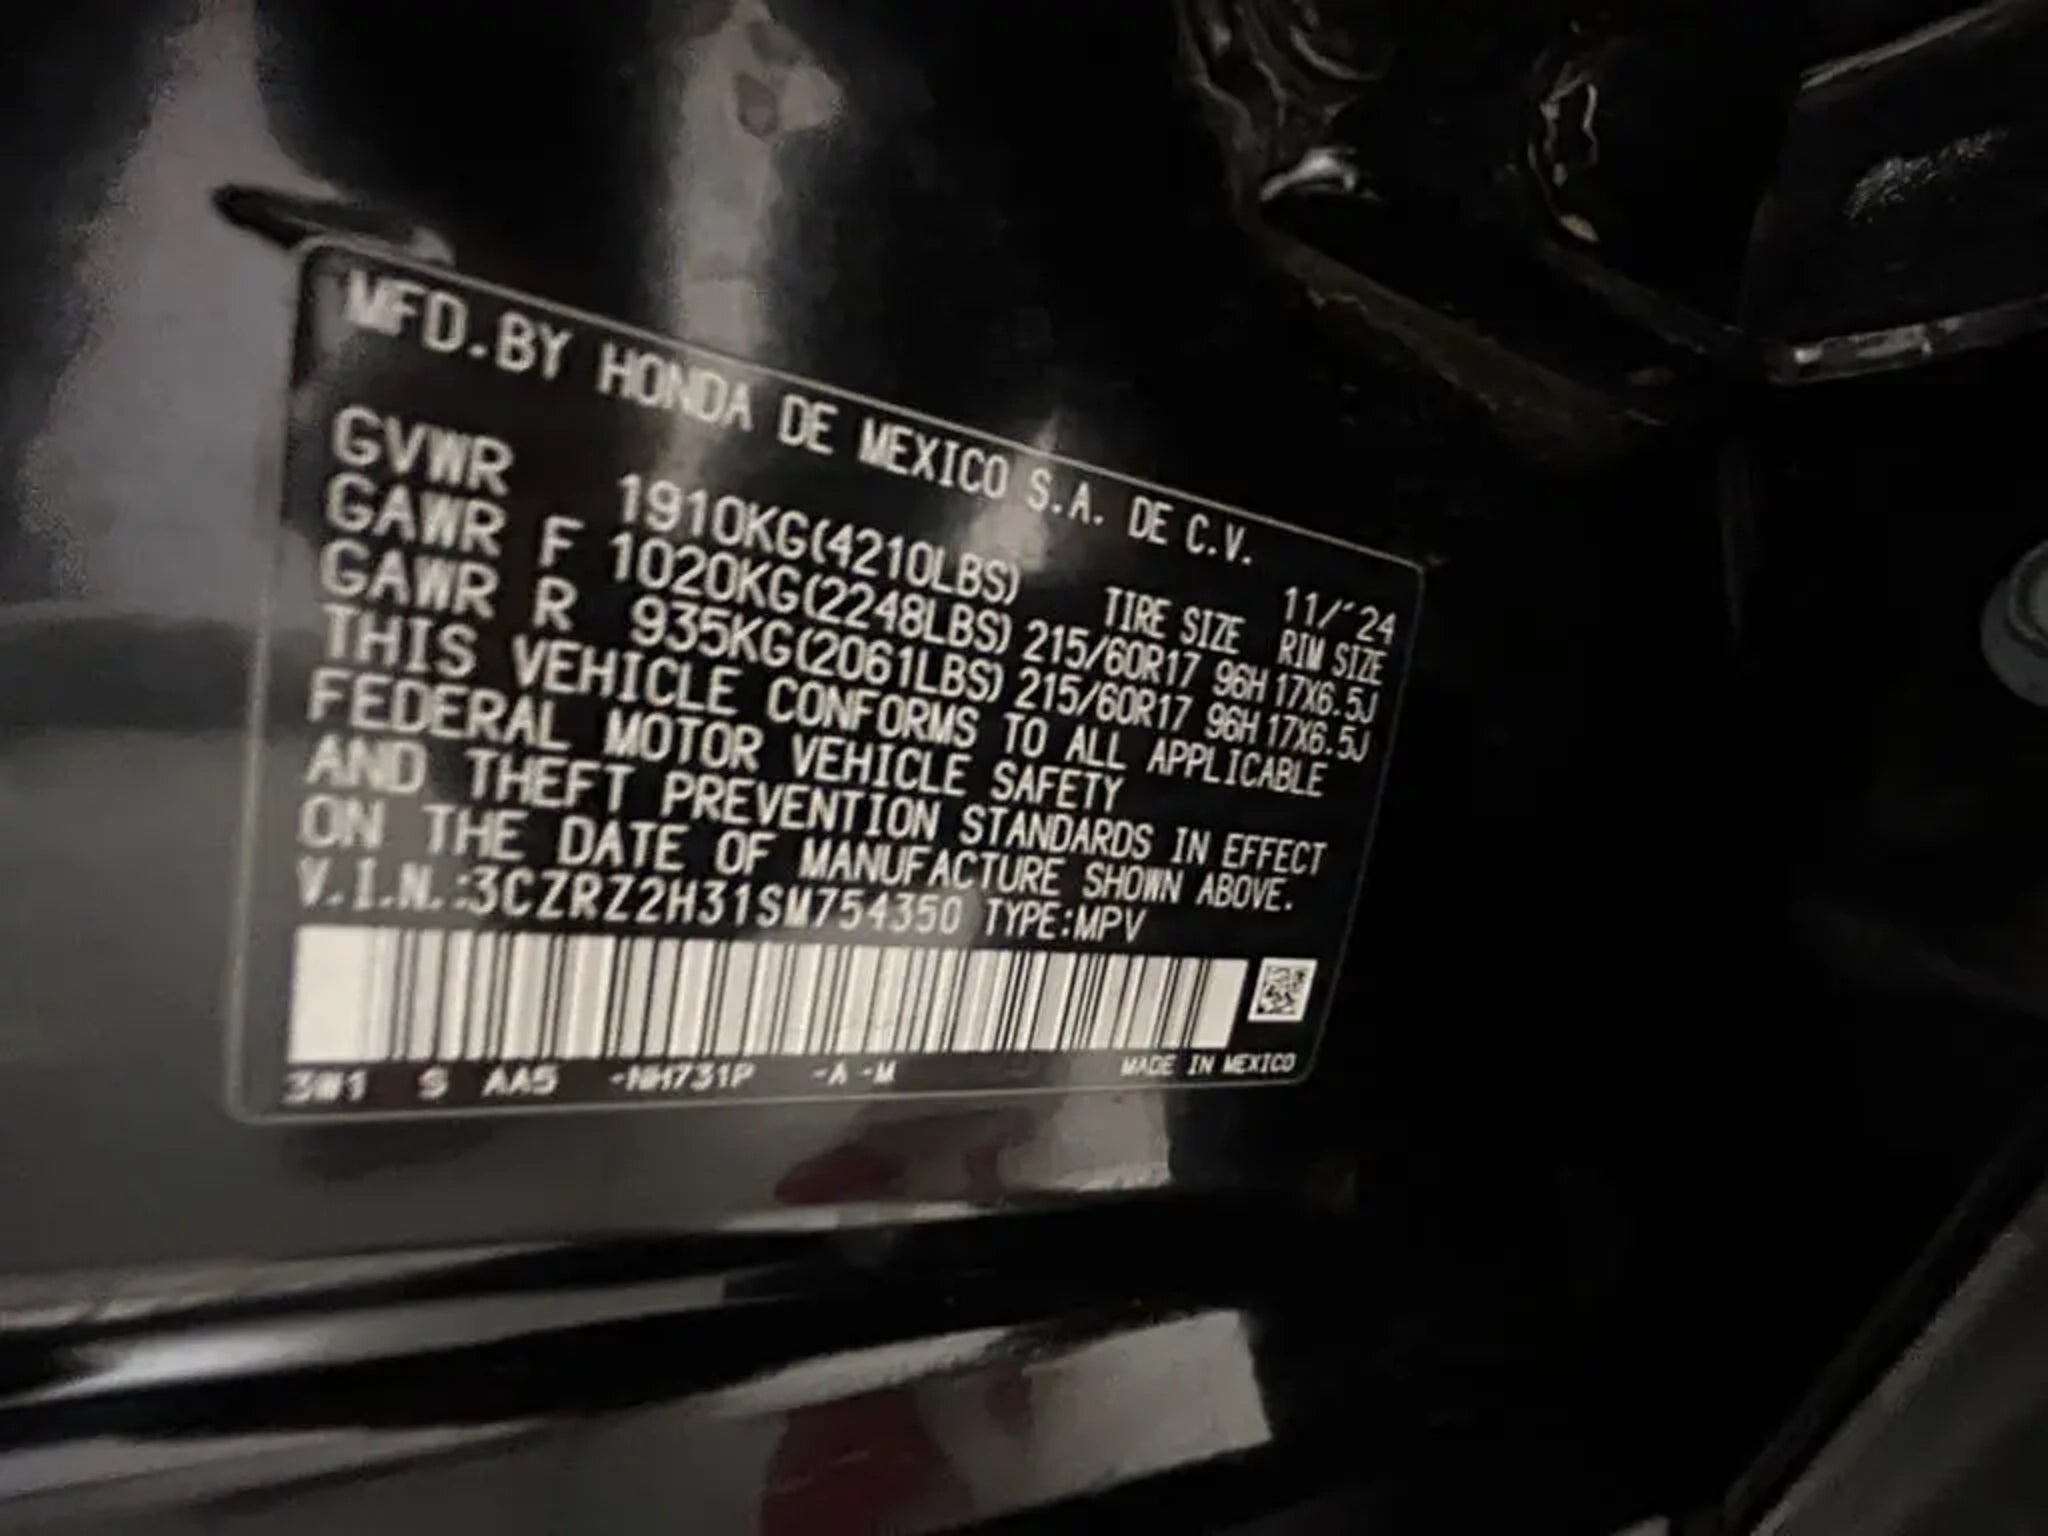 MFD.BY HONDA DE MEXICO S.A. DE C.V.
11/'24
GVWR 1910KG(4210LBS) TIRE SIZE RIM SIZE
GAWR F 1020KG(2248LBS) 215/60R17 96H 17X6.5J
GAWR R 935KG(2061LBS) 215/60R17 96H 17X6.5J
THIS VEHICLE CONFORMS TO ALL APPLICABLE
FEDERAL MOTOR VEHICLE SAFETY
AND THEFT PREVENTION STANDARDS IN EFFECT
ON THE DATE OF MANUFACTURE SHOWN ABOVE.
V.I.N.:3CZRZ2H31SM754350 TYPE:MPV
3W1 S AA5 -NH731P -A -M MADE IN MEXICO